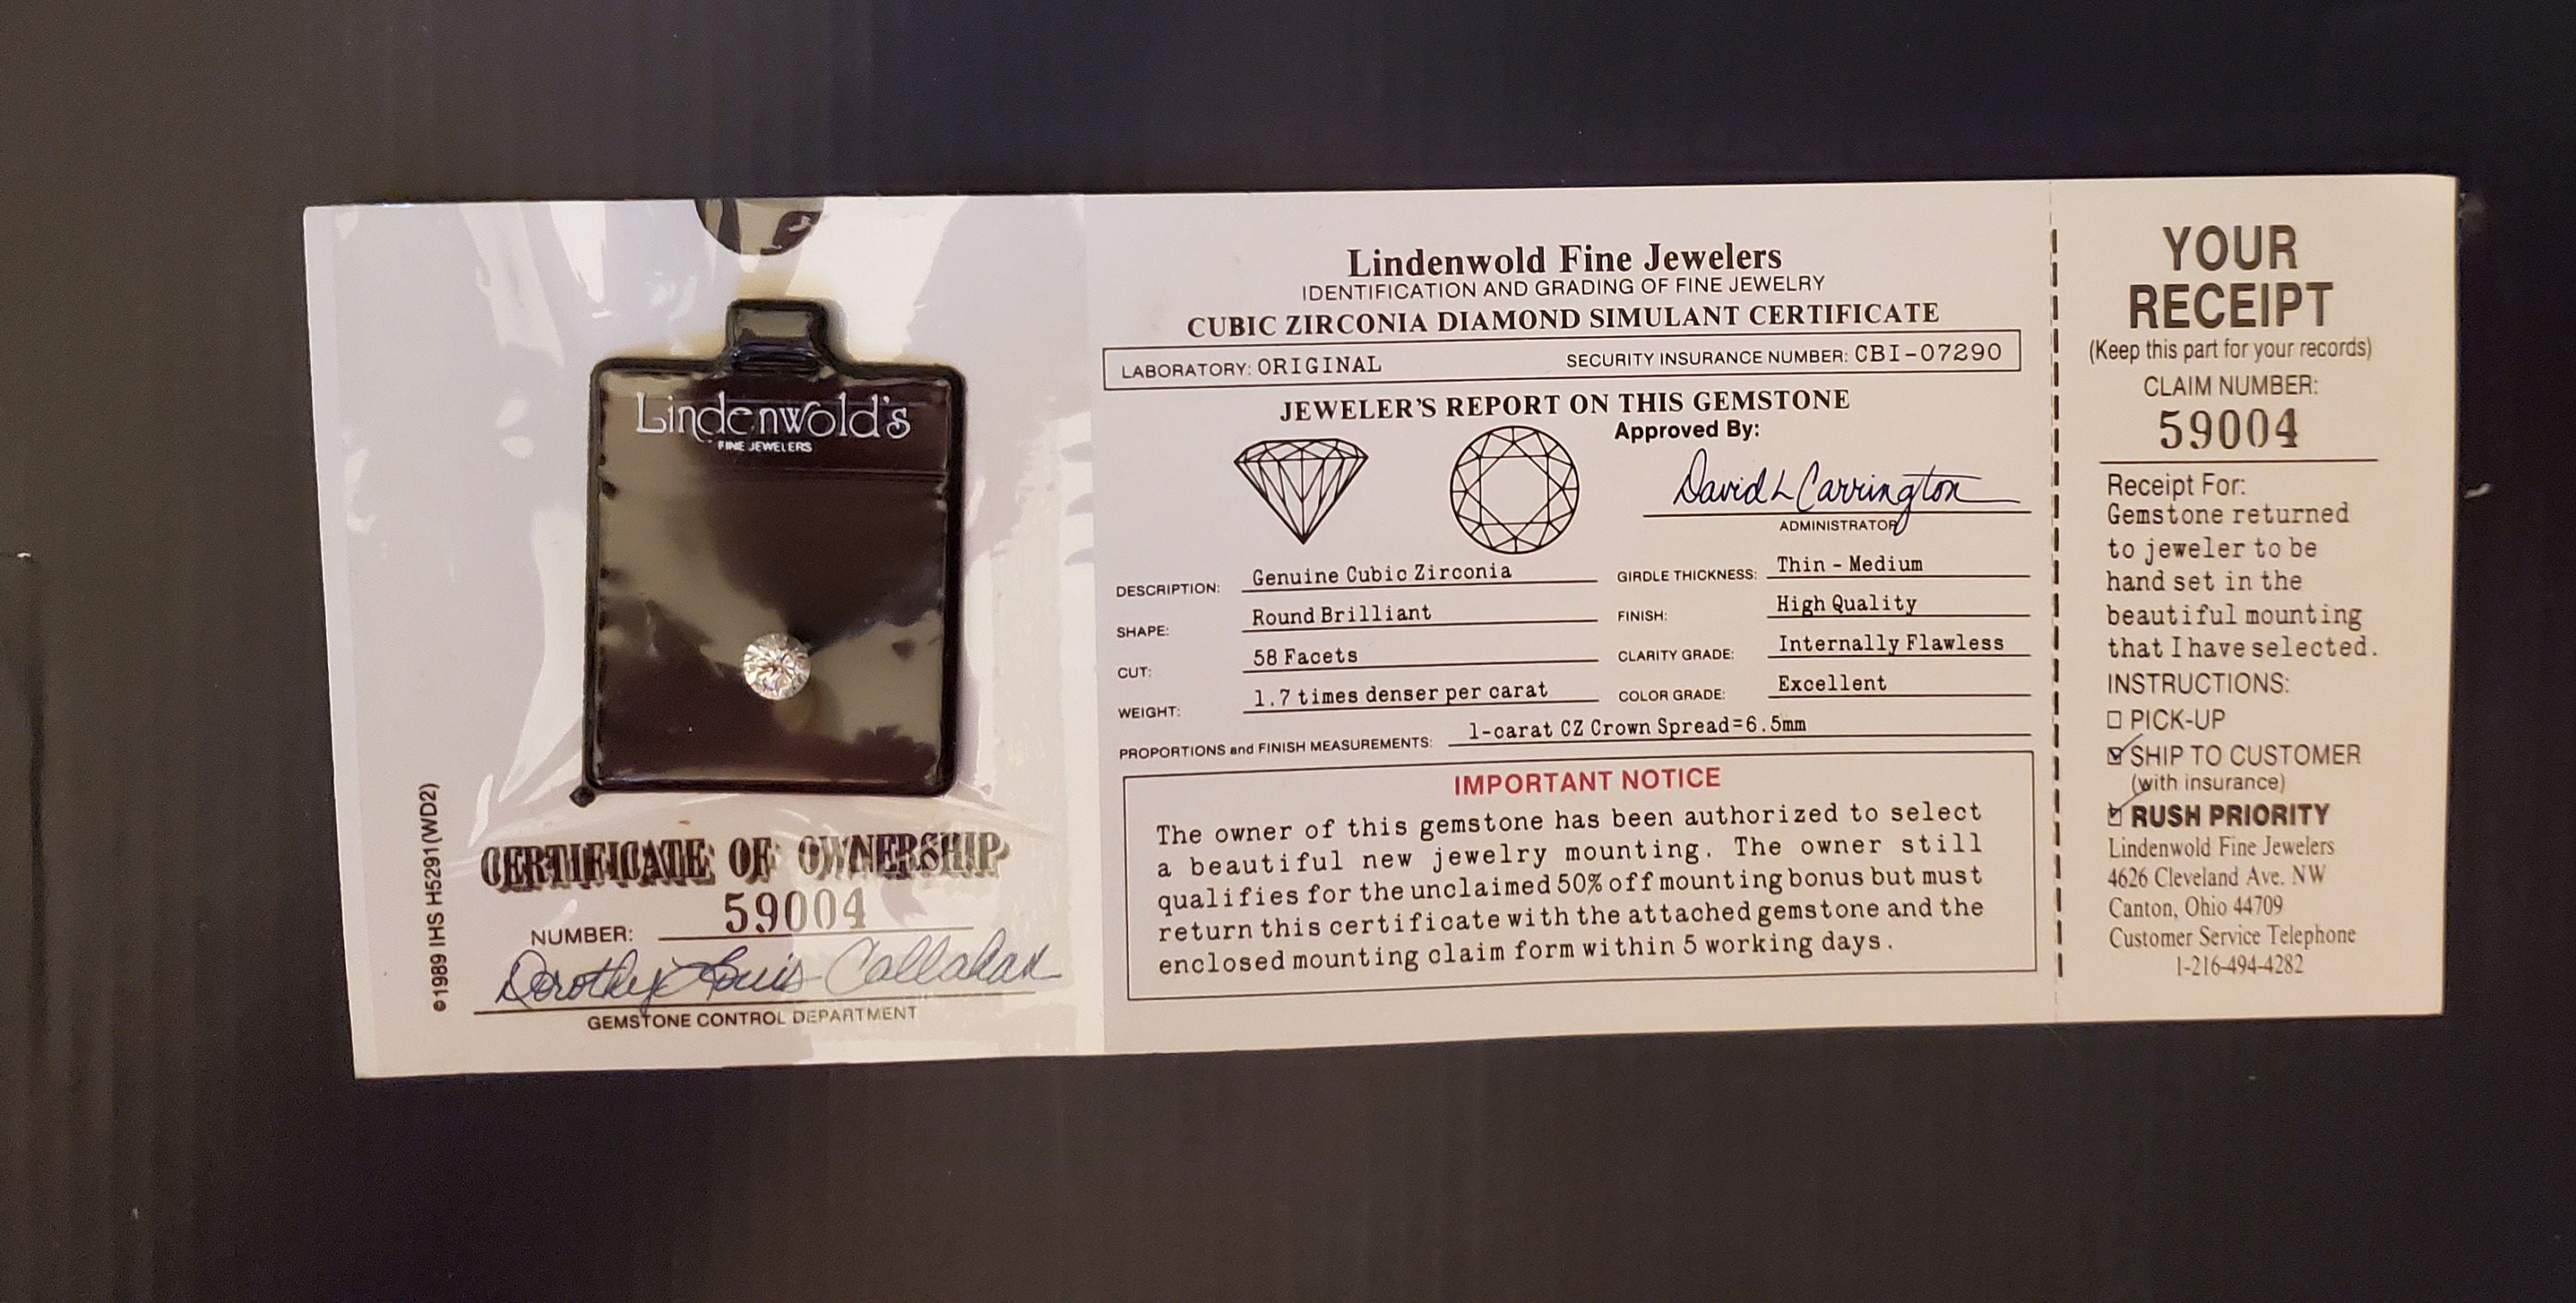 Lindenwold's
FINE JEWELERS
CERTIFICATE OF OWNERSHIP
NUMBER: 59004
Dorothy Louis Callahan
GEMSTONE CONTROL DEPARTMENT
©1989 IHS H5291(WD2)
Lindenwold Fine Jewelers
IDENTIFICATION AND GRADING OF FINE JEWELRY
CUBIC ZIRCONIA DIAMOND SIMULANT CERTIFICATE
LABORATORY: ORIGINAL SECURITY INSURANCE NUMBER: CBI-07290
JEWELER'S REPORT ON THIS GEMSTONE
Approved By:
David L Carrington
ADMINISTRATOR
DESCRIPTION: Genuine Cubic Zirconia
SHAPE: Round Brilliant
CUT: 58 Facets
WEIGHT: 1.7 times denser per carat
GIRDLE THICKNESS: Thin - Medium
FINISH: High Quality
CLARITY GRADE: Internally Flawless
COLOR GRADE: Excellent
PROPORTIONS and FINISH MEASUREMENTS: 1-carat CZ Crown Spread=6.5mm
IMPORTANT NOTICE
The owner of this gemstone has been authorized to select
a beautiful new jewelry mounting. The owner still
qualifies for the unclaimed 50% off mounting bonus but must
return this certificate with the attached gemstone and the
enclosed mounting claim form within 5 working days.
YOUR
RECEIPT
(Keep this part for your records)
CLAIM NUMBER:
59004
Receipt For:
Gemstone returned
to jeweler to be
hand set in the
beautiful mounting
that I have selected.
INSTRUCTIONS:
PICK-UP
SHIP TO CUSTOMER
(with insurance)
RUSH PRIORITY
Lindenwold Fine Jewelers
4626 Cleveland Ave. NW
Canton, Ohio 44709
Customer Service Telephone
1-216-494-4282